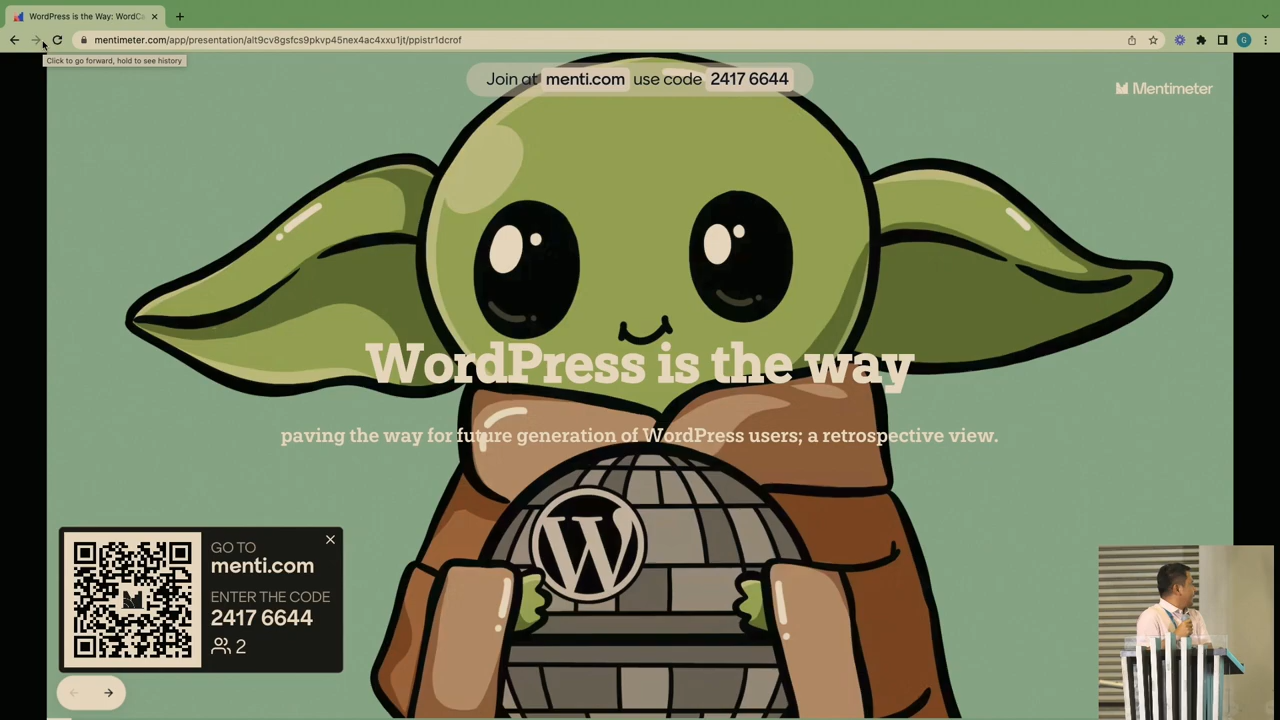 WordPress is the Way: WordCa
mentimeter.com/app/presentation/alt9cv8gsfcs9pkvp45nex4ac4xxu1jt/ppistr1dcrof
G
Click to go forward, hold to see history
Join at menti.com use code 2417 6644
Mentimeter
WordPress is the way
paving the way for future generation of WordPress users; a retrospective view.
W
GO TO
menti.com
ENTER THE CODE
2417 6644
2